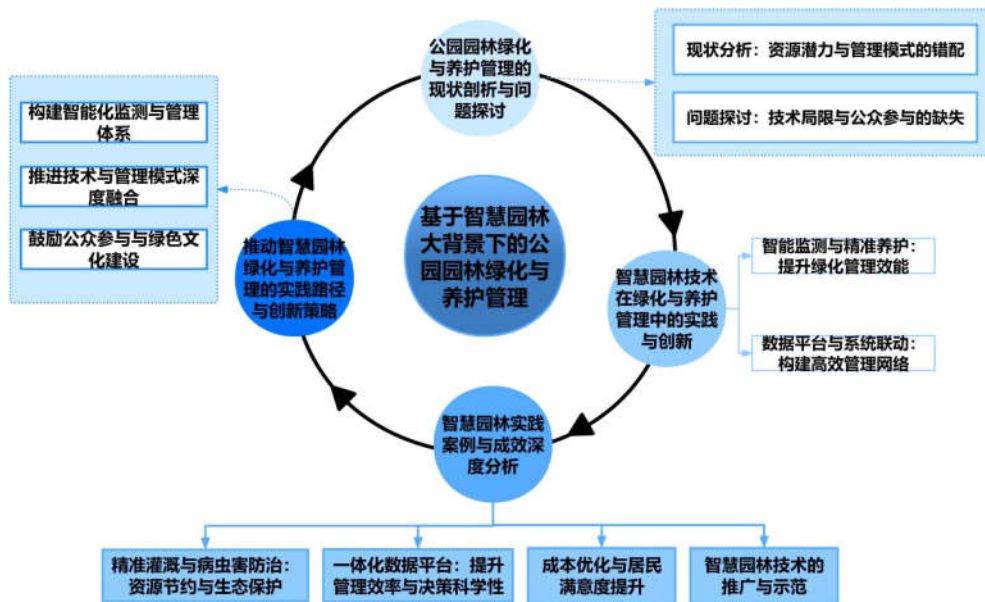 公园园林绿化
与养护管理的
现状剖析与问
题探讨
现状分析：资源潜力与管理模式的错配
问题探讨：技术局限与公众参与的缺失
构建智能化监测与管理
体系
推进技术与管理模式深
度融合
鼓励公众参与与绿色文
化建设
基于智慧园林
大背景下的公
园园林绿化与
养护管理
推动智慧园林
绿化与养护管
理的实践路径
与创新策略
智慧园林技术
在绿化与养护
管理中的实践
与创新
智能监测与精准养护：
提升绿化管理效能
数据平台与系统联动：
构建高效管理网络
智慧园林实践
案例与成效深
度分析
精准灌溉与病虫害防治：
资源节约与生态保护
一体化数据平台：提升
管理效率与决策科学性
成本优化与居民
满意度提升
智慧园林技术的
推广与示范